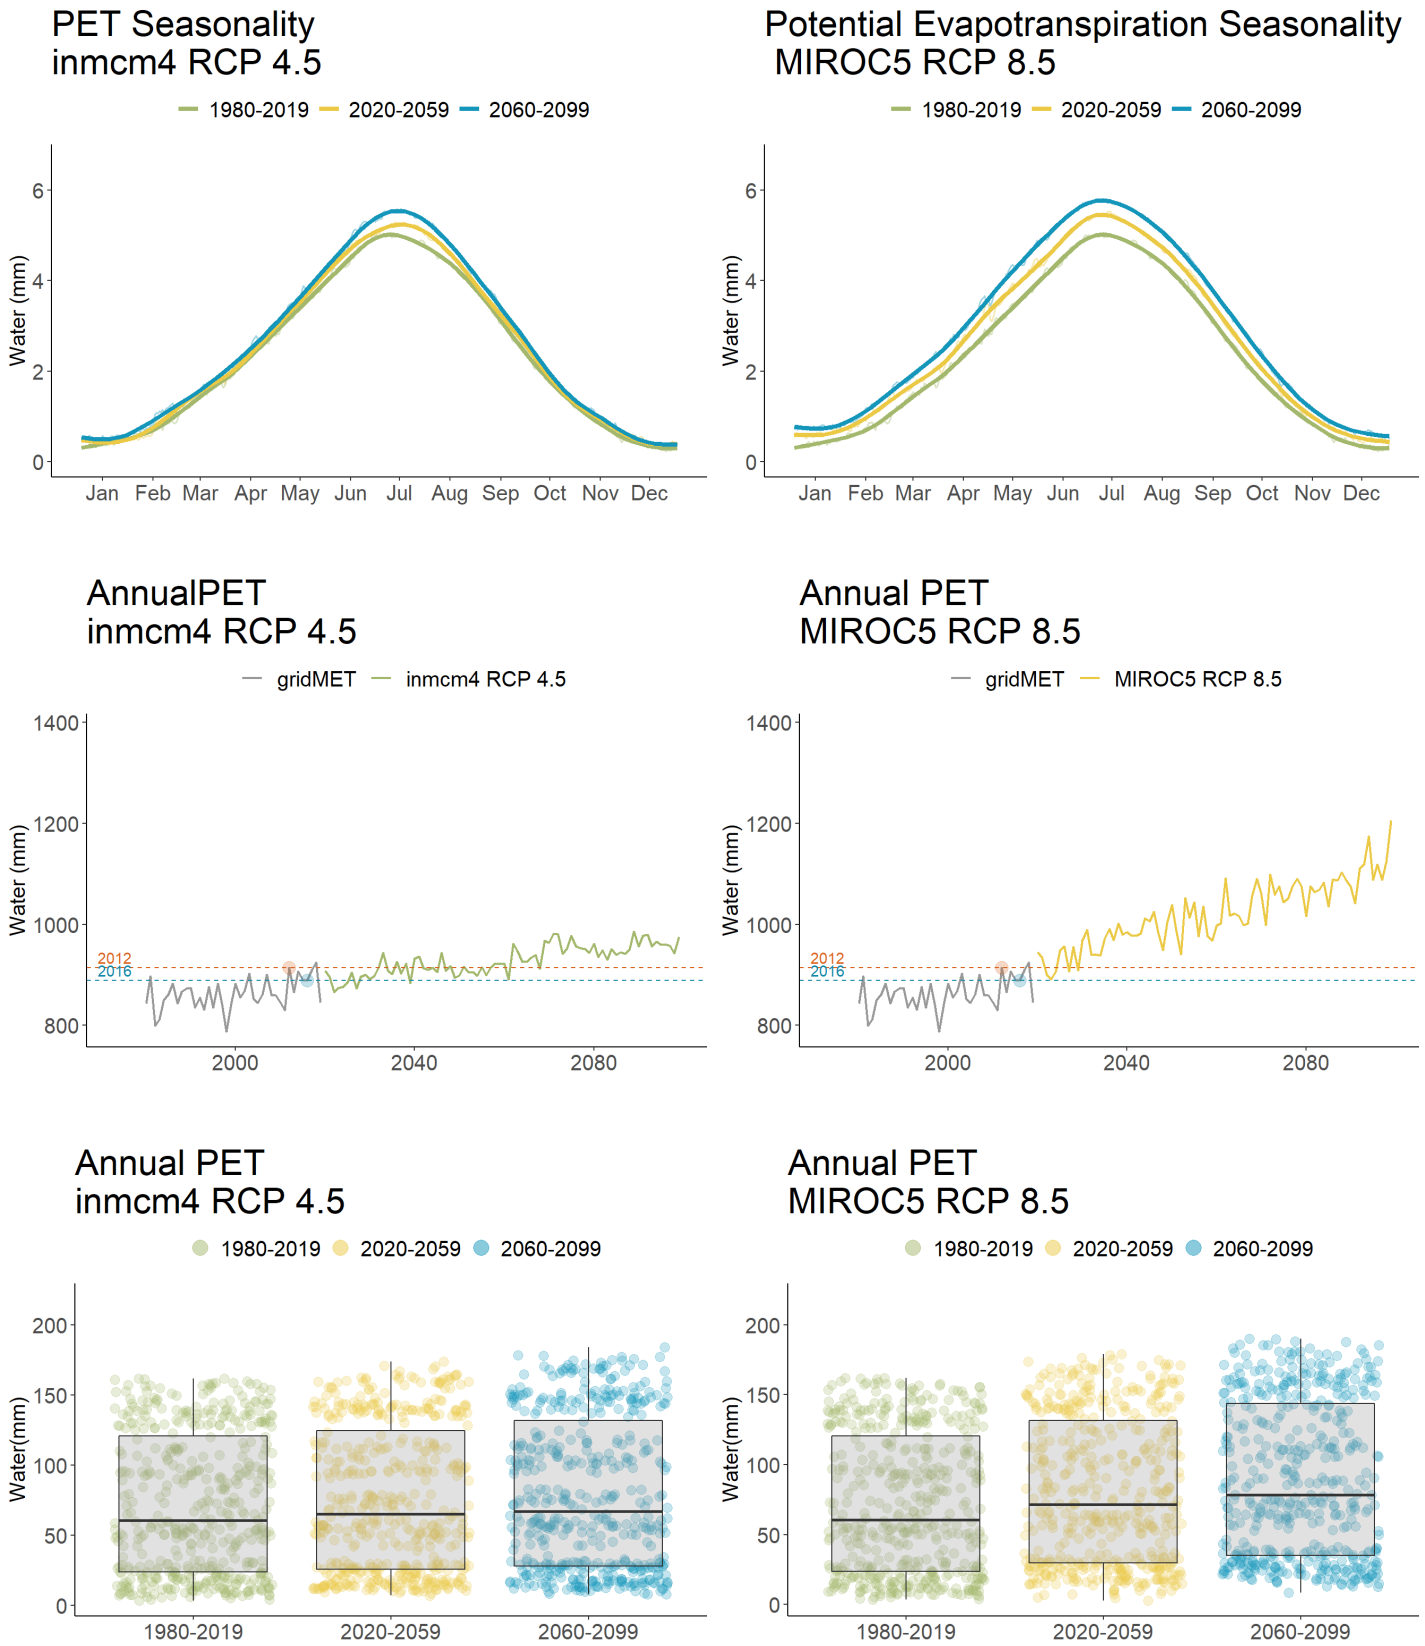 PET Seasonality
inmcm4 RCP 4.5
1980-2019 2020-2059 2060-2099
Water (mm)
6
4
2
0
Jan Feb Mar Apr May Jun Jul Aug Sep Oct Nov Dec
Potential Evapotranspiration Seasonality
MIROC5 RCP 8.5
1980-2019 2020-2059 2060-2099
Water (mm)
6
4
2
0
Jan Feb Mar Apr May Jun Jul Aug Sep Oct Nov Dec
AnnualPET
inmcm4 RCP 4.5
gridMET inmcm4 RCP 4.5
Water (mm)
1400
1200
1000
800
2012
2016
2000 2040 2080
Annual PET
MIROC5 RCP 8.5
gridMET MIROC5 RCP 8.5
Water (mm)
1400
1200
1000
800
2012
2016
2000 2040 2080
Annual PET
inmcm4 RCP 4.5
1980-2019 2020-2059 2060-2099
Water(mm)
200
150
100
50
0
1980-2019 2020-2059 2060-2099
Annual PET
MIROC5 RCP 8.5
1980-2019 2020-2059 2060-2099
Water(mm)
200
150
100
50
0
1980-2019 2020-2059 2060-2099